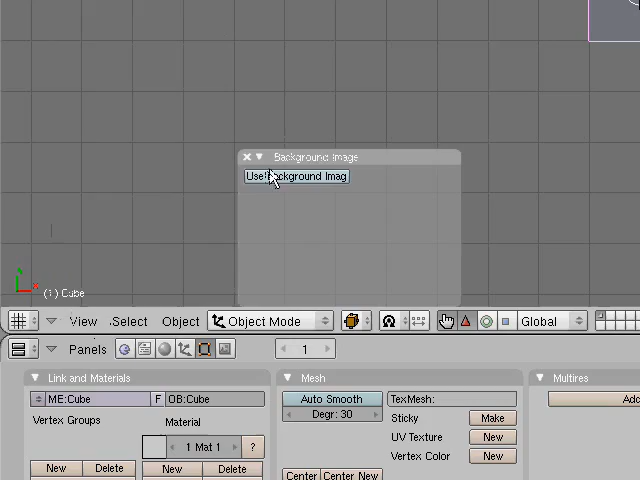 Background Image
Use Background Imag
(1) Cube
View Select Object Object Mode Global
Panels 1
Link and Materials Mesh Multires
ME:Cube F OB:Cube Auto Smooth TexMesh: Add
Degr: 30 Sticky Make
Vertex Groups Material
1 Mat 1 ? UV Texture New
Vertex Color New
New Delete New Delete Center Center New